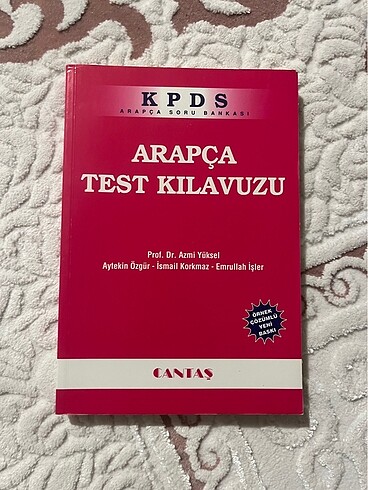 KPDS
ARAPÇA SORU BANKASI
ARAPÇA
TEST KILAVUZU
Prof. Dr. Azmi Yüksel
Aytekin Özgür - İsmail Korkmaz - Emrullah İşler
ÖRNEK
ÇÖZÜMLÜ
YENİ
BASKI
CANTAŞ